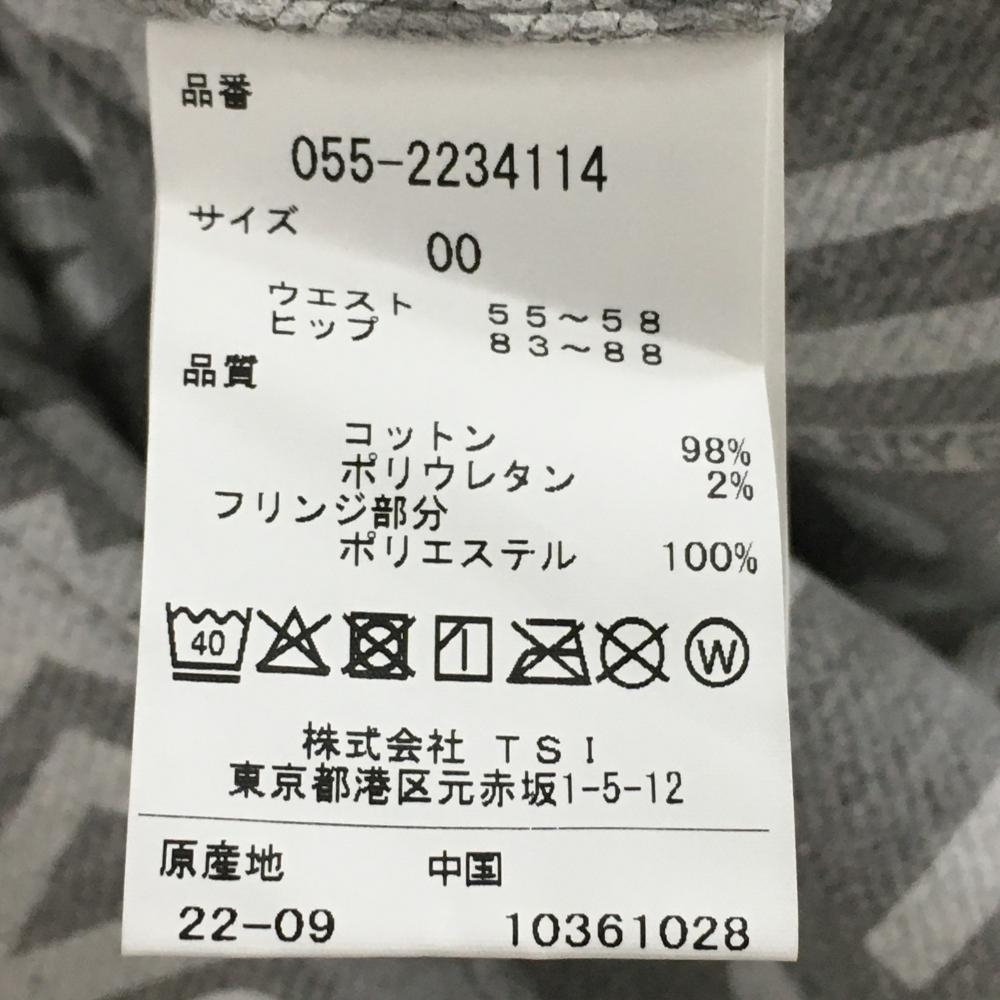 品番
055-2234114
サイズ
00
ウエスト 55～58
ヒップ 83～88
品質
コットン 98%
ポリウレタン 2%
フリンジ部分
ポリエステル 100%
40 W
株式会社 TSI
東京都港区元赤坂1-5-12
原産地 中国
22-09 10361028